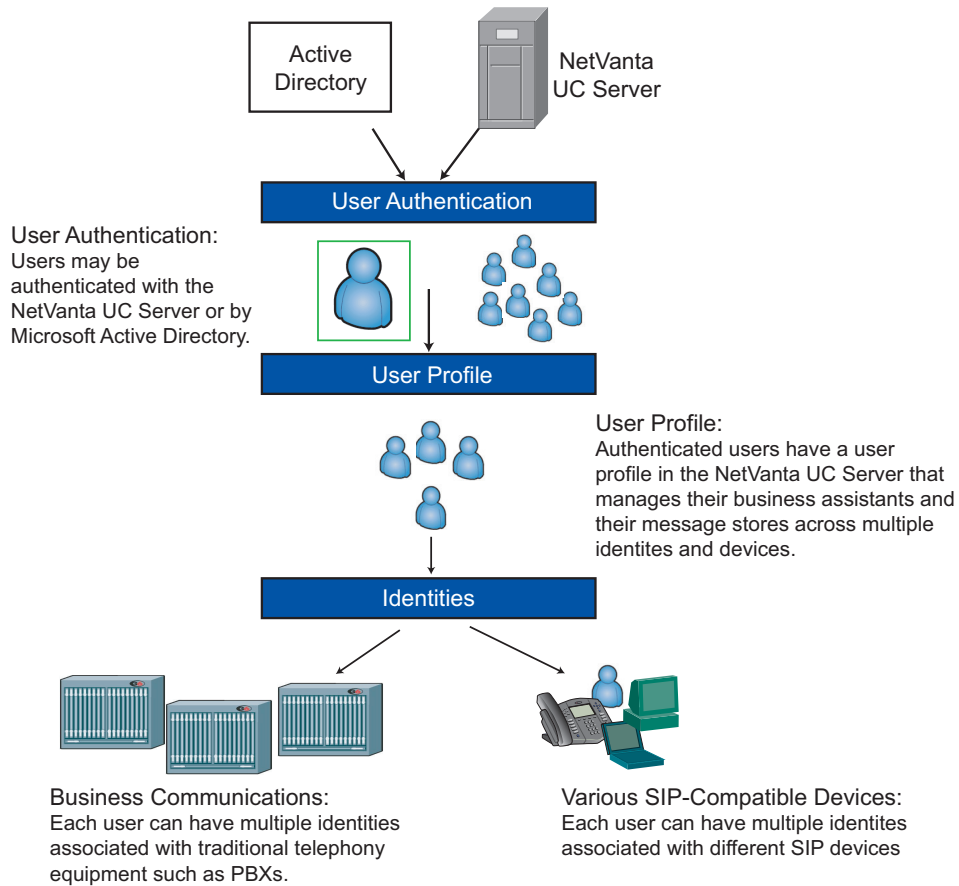 Active
Directory
NetVanta
UC Server
User Authentication
User Authentication:
Users may be
authenticated with the
NetVanta UC Server or by
Microsoft Active Directory.
User Profile
User Profile:
Authenticated users have a user
profile in the NetVanta UC Server that
manages their business assistants and
their message stores across multiple
identites and devices.
Identities
Business Communications:
Each user can have multiple identities
associated with traditional telephony
equipment such as PBXs.
Various SIP-Compatible Devices:
Each user can have multiple identites
associated with different SIP devices